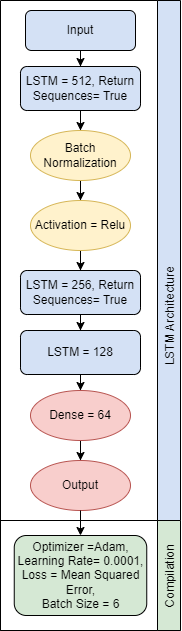 Input
LSTM = 512, Return
Sequences= True
Batch
Normalization
Activation = Relu
LSTM = 256, Return
Sequences= True
LSTM = 128
Dense = 64
Output
LSTM Architecture
Optimizer =Adam,
Learning Rate= 0.0001,
Loss = Mean Squared
Error,
Batch Size = 6
Compilation